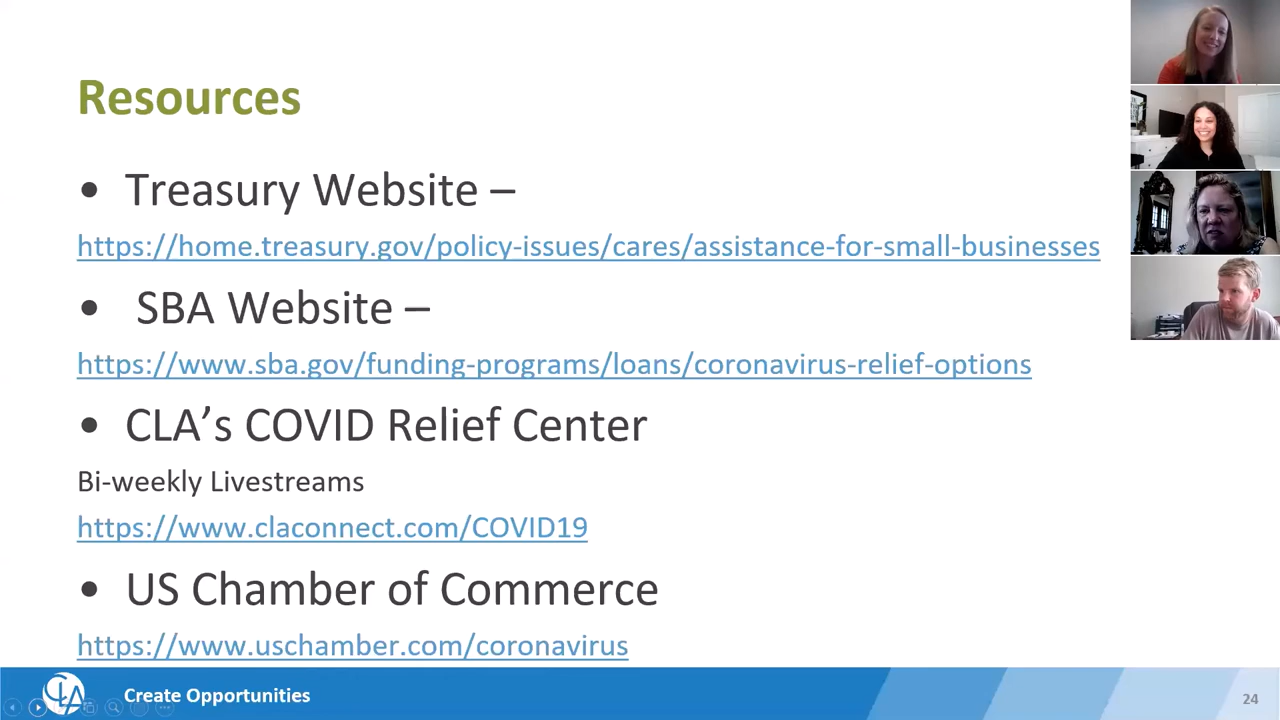 Resources
• Treasury Website –
https://home.treasury.gov/policy-issues/cares/assistance-for-small-businesses
• SBA Website –
https://www.sba.gov/funding-programs/loans/coronavirus-relief-options
• CLA’s COVID Relief Center
Bi-weekly Livestreams
https://www.claconnect.com/COVID19
• US Chamber of Commerce
https://www.uschamber.com/coronavirus
CLA Create Opportunities
24